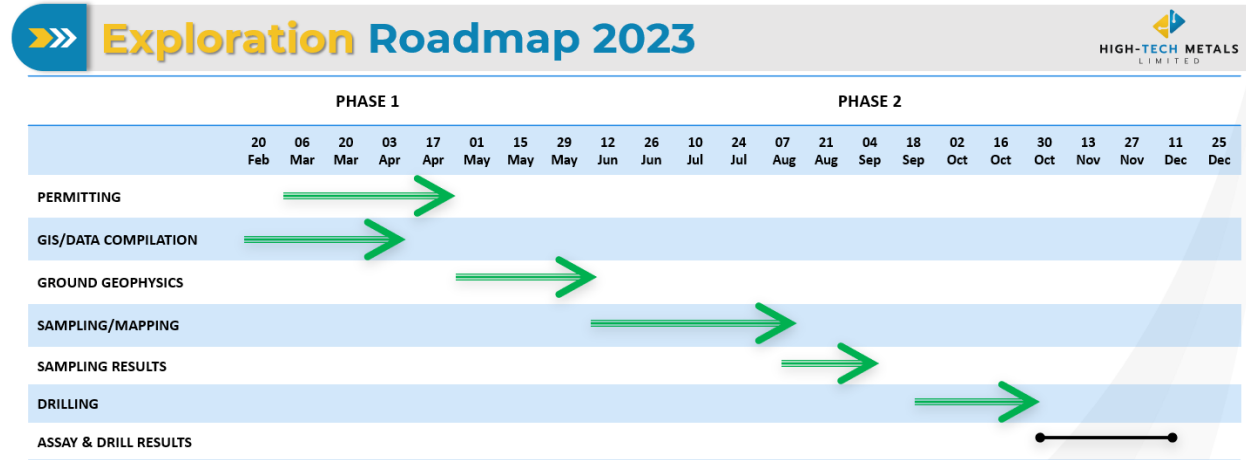 Exploration Roadmap 2023
HIGH-TECH METALS
LIMITED
PHASE 1 PHASE 2
20 06 20 03 17 01 15 29 12 26 10 24 07 21 04 18 02 16 30 13 27 11 25
Feb Mar Mar Apr Apr May May May Jun Jun Jul Jul Aug Aug Sep Sep Oct Oct Oct Nov Nov Dec Dec
PERMITTING
GIS/DATA COMPILATION
GROUND GEOPHYSICS
SAMPLING/MAPPING
SAMPLING RESULTS
DRILLING
ASSAY & DRILL RESULTS